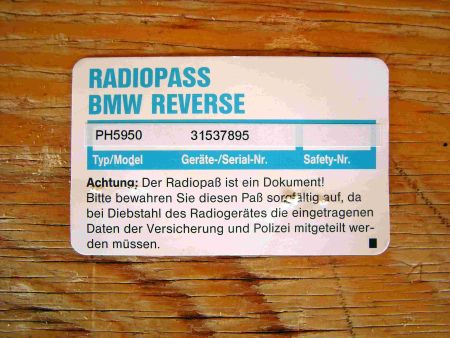 RADIOPASS
BMW REVERSE
PH5950 31537895
Typ/Model Geräte-/Serial-Nr. Safety-Nr.
Achtung; Der Radiopaß ist ein Dokument!
Bitte bewahren Sie diesen Paß sorgfältig auf, da
bei Diebstahl des Radiogerätes die eingetragenen
Daten der Versicherung und Polizei mitgeteilt wer-
den müssen.